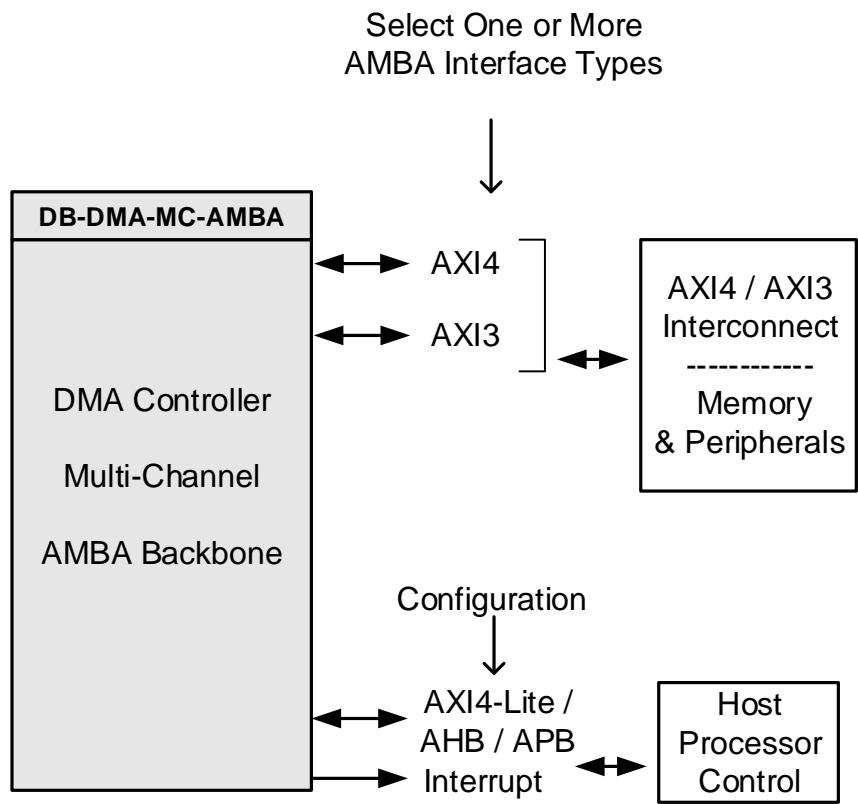 Select One or More
AMBA Interface Types
DB-DMA-MC-AMBA
DMA Controller
Multi-Channel
AMBA Backbone
AXI4
AXI3
AXI4 / AXI3
Interconnect
------------
Memory
& Peripherals
Configuration
AXI4-Lite /
AHB / APB
Interrupt
Host
Processor
Control